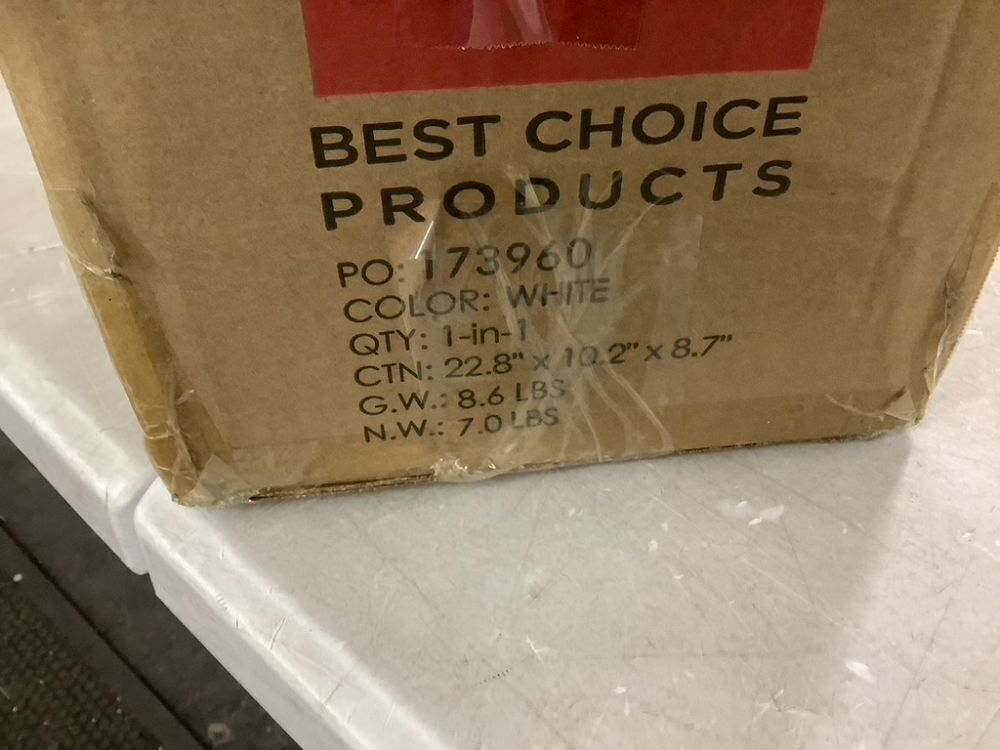 BEST CHOICE
PRODUCTS
PO: 173960
COLOR: WHITE
QTY: 1-in-1
CTN: 22.8" x 10.2" x 8.7"
G.W.: 8.6 LBS
N.W.: 7.0 LBS